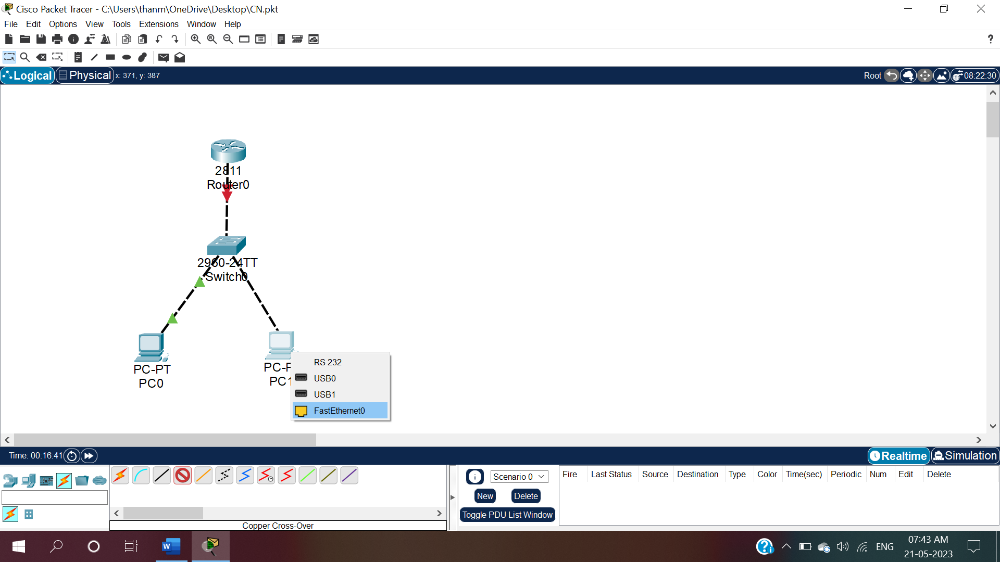 Cisco Packet Tracer - C:\Users\thanm\OneDrive\Desktop\CN.pkt
File Edit Options View Tools Extensions Window Help
?
Logical Physical x: 371, y: 387 Root 08:22:30
2811
Router0
2960-24TT
Switch0
PC-PT
PC0
PC-
PC1
RS 232
USB0
USB1
FastEthernet0
Time: 00:16:41 Realtime Simulation
Scenario 0
New Delete
Toggle PDU List Window
Fire Last Status Source Destination Type Color Time(sec) Periodic Num Edit Delete
Copper Cross-Over
ENG
07:43 AM
21-05-2023